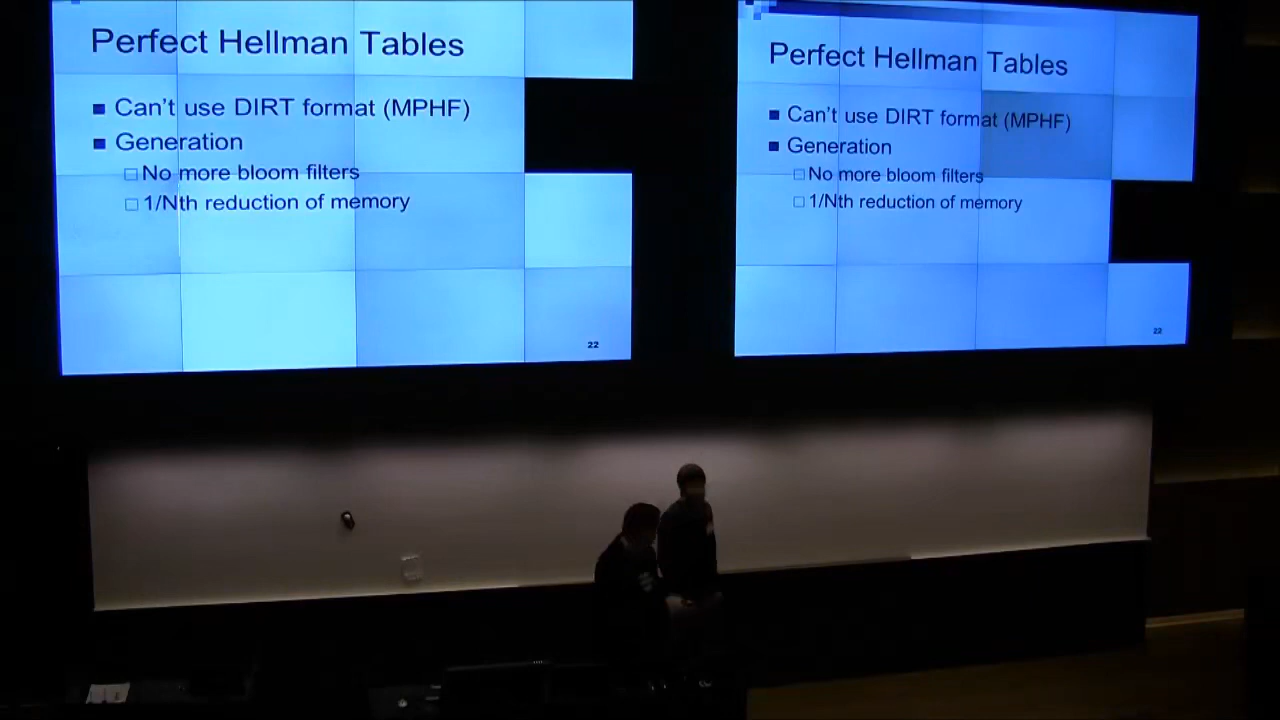 Perfect Hellman Tables
Can't use DIRT format (MPHF)
Generation
No more bloom filters
1/Nth reduction of memory
22
Perfect Hellman Tables
Can't use DIRT format (MPHF)
Generation
No more bloom filters
1/Nth reduction of memory
22